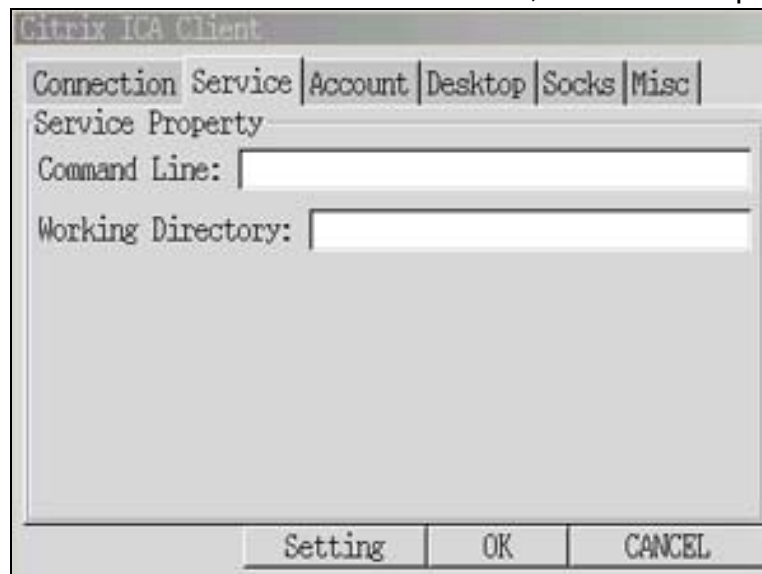 Citrix ICA Client
Connection Service Account Desktop Socks Misc
Service Property
Command Line:
Working Directory:
Setting OK CANCEL